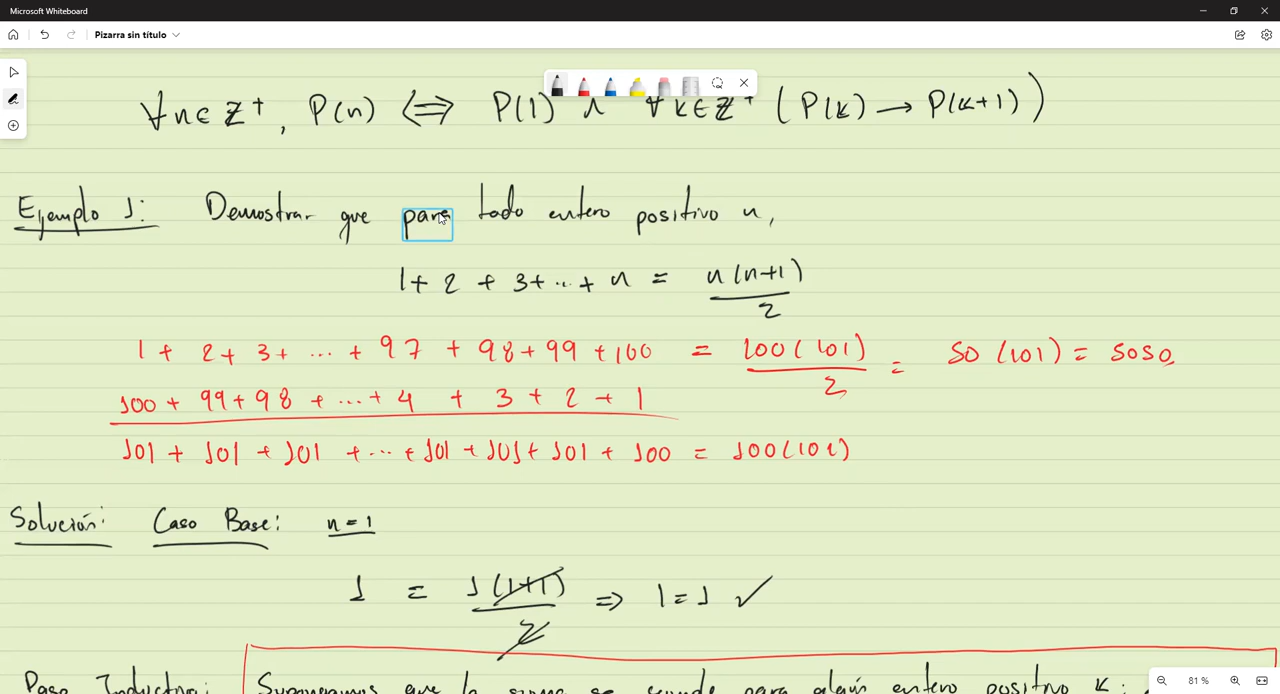 Microsoft Whiteboard
Pizarra sin título
∀n∈Z⁺, P(n) ⟺ P(1) ∧ ∀k∈Z⁺ (P(k) → P(k+1))
Ejemplo 1: Demostrar que para todo entero positivo n,
1 + 2 + 3 + ... + n = n(n+1)/2
1 + 2 + 3 + ... + 97 + 98 + 99 + 100 = 100(101)/2 = 50(101) = 5050
100 + 99 + 98 + ... + 4 + 3 + 2 + 1
101 + 101 + 101 + ... + 101 + 101 + 101 + 100 = 100(101)
Solución: Caso Base: n=1
1 = 1(1+1)/2 ⇒ 1=1 ✓
Paso Inductivo: Supongamos que la suma se cumple para algún entero positivo k:
81 %